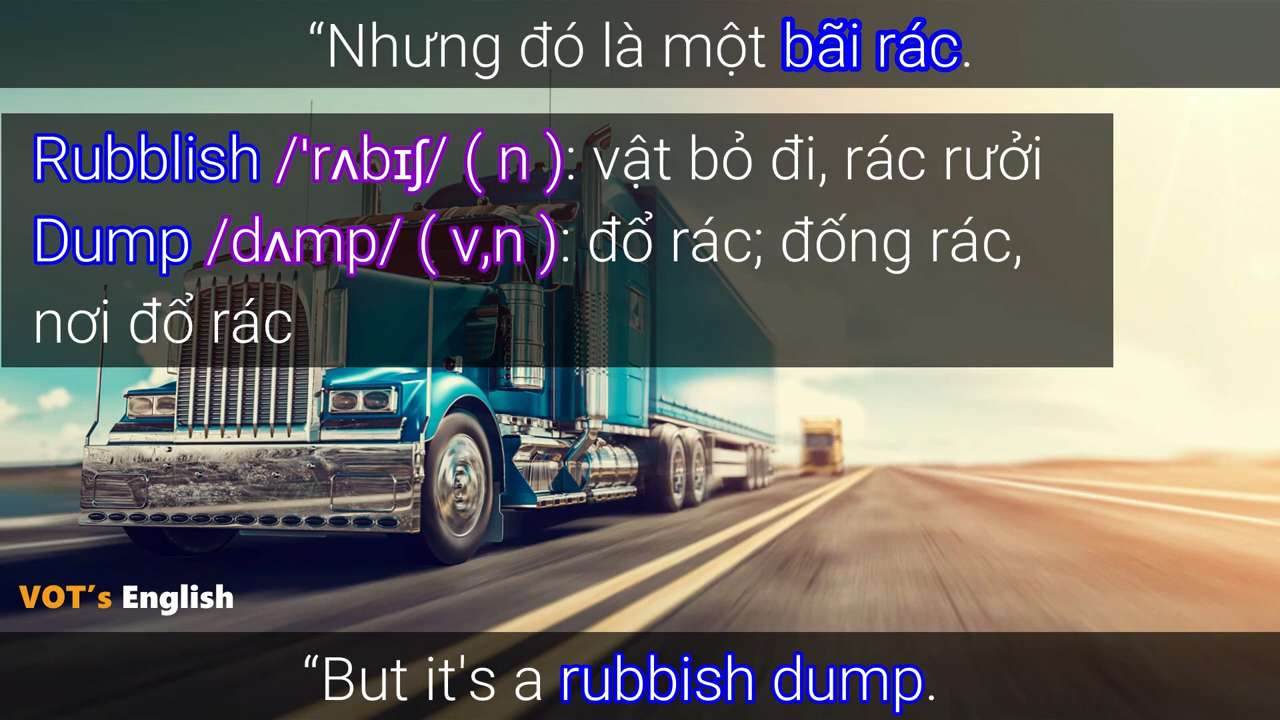 “Nhưng đó là một bãi rác.
Rubblish /'rʌbɪʃ/ ( n ): vật bỏ đi, rác rưởi
Dump /dʌmp/ ( v,n ): đổ rác; đống rác,
nơi đổ rác
VOT’s English
“But it's a rubbish dump.